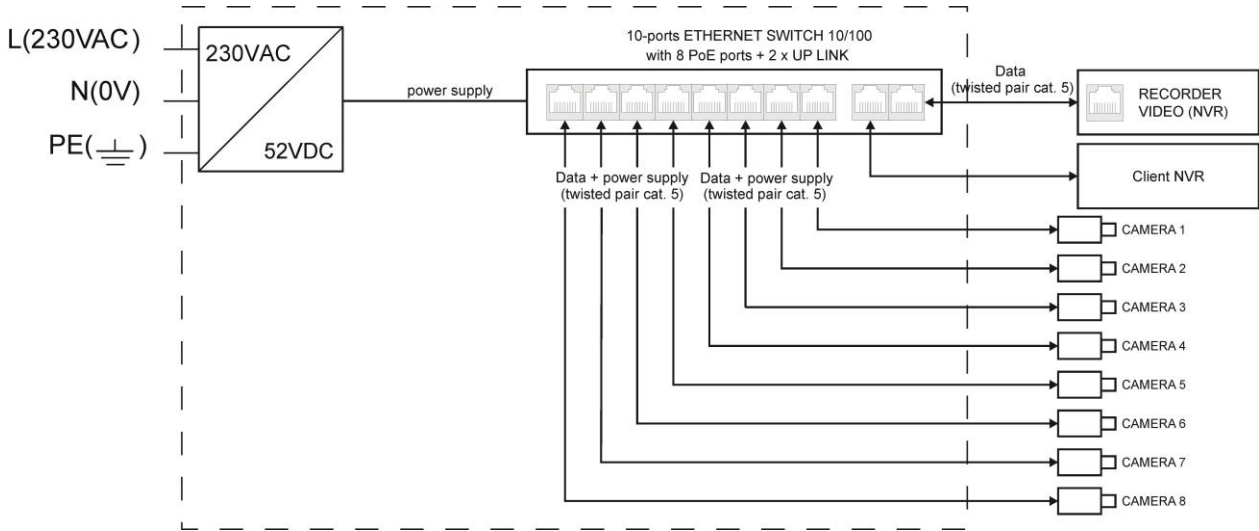 L(230VAC)
N(0V)
PE( )
230VAC
52VDC
power supply
10-ports ETHERNET SWITCH 10/100
with 8 PoE ports + 2 x UP LINK
Data
(twisted pair cat. 5)
RECORDER
VIDEO (NVR)
Client NVR
Data + power supply
(twisted pair cat. 5)
Data + power supply
(twisted pair cat. 5)
CAMERA 1
CAMERA 2
CAMERA 3
CAMERA 4
CAMERA 5
CAMERA 6
CAMERA 7
CAMERA 8